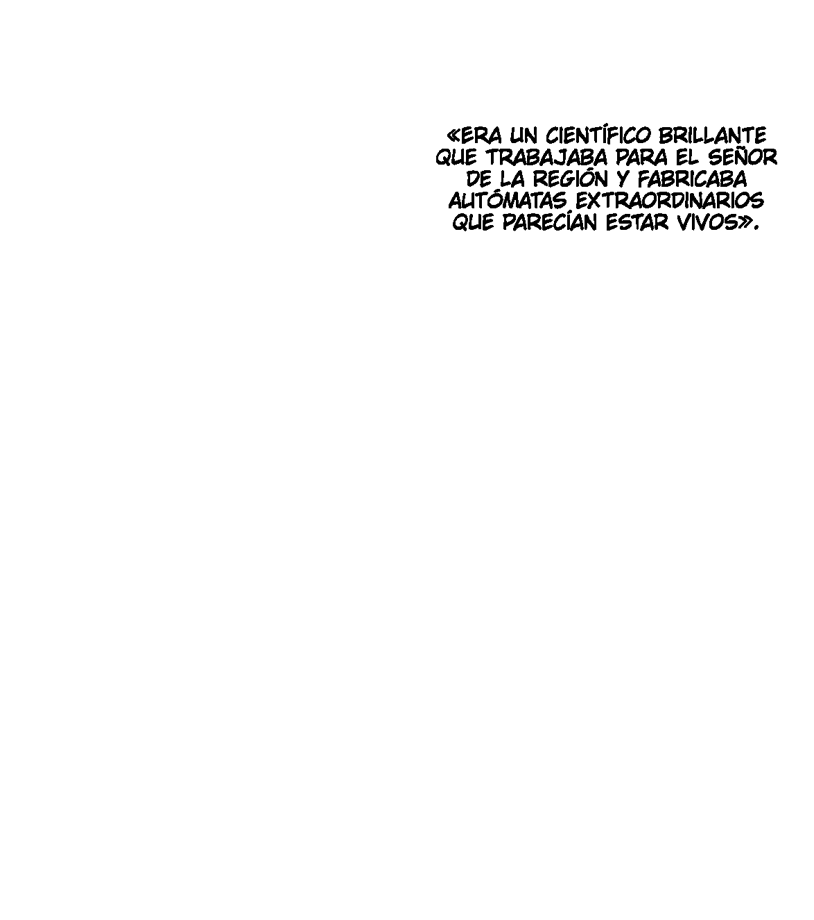 «ERA UN CIENTÍFICO BRILLANTE
QUE TRABAJABA PARA EL SEÑOR
DE LA REGIÓN Y FABRICABA
AUTÓMATAS EXTRAORDINARIOS
QUE PARECÍAN ESTAR VIVOS».